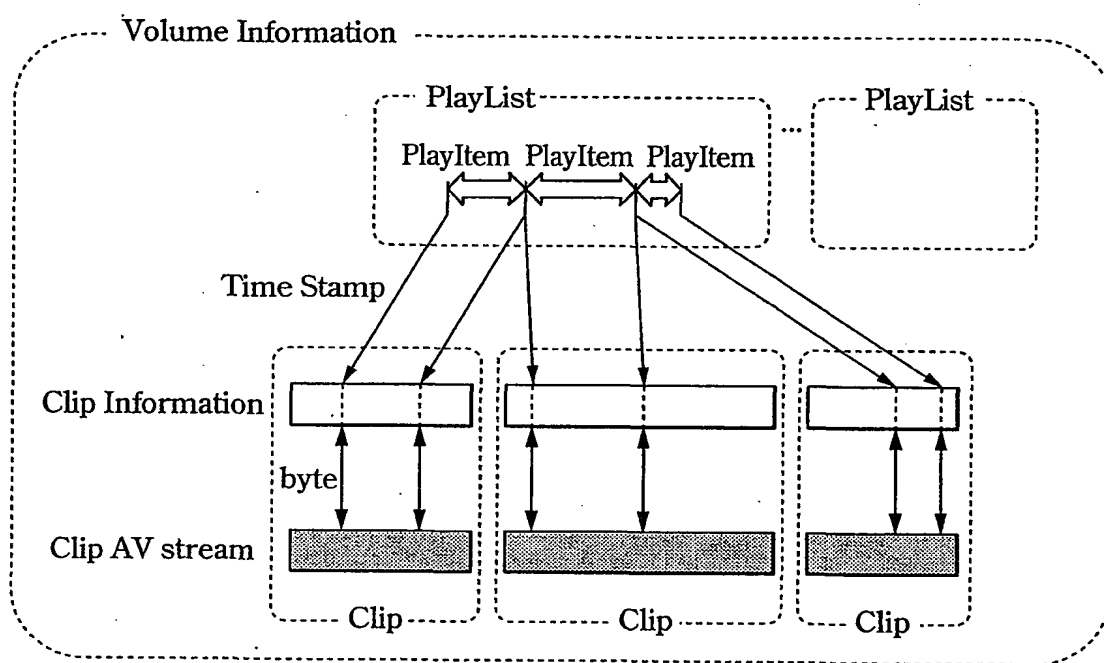 Volume Information
PlayList
...
PlayList
PlayItem PlayItem PlayItem
Time Stamp
Clip Information
byte
Clip AV stream
Clip
Clip
Clip